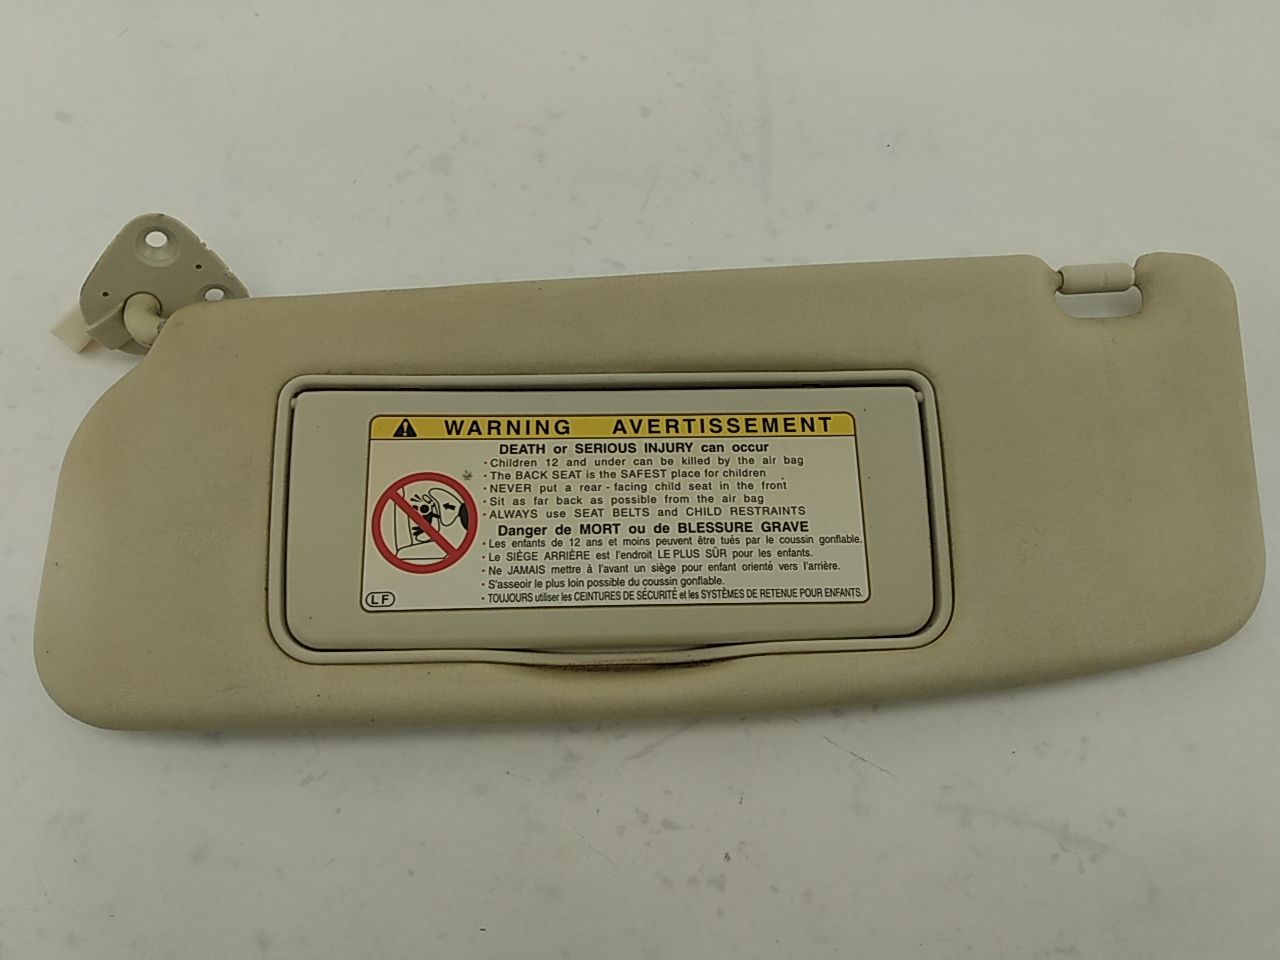 WARNING AVERTISSEMENT
DEATH or SERIOUS INJURY can occur
• Children 12 and under can be killed by the air bag
• The BACK SEAT is the SAFEST place for children
• NEVER put a rear - facing child seat in the front
• Sit as far back as possible from the air bag
• ALWAYS use SEAT BELTS and CHILD RESTRAINTS
Danger de MORT ou de BLESSURE GRAVE
• Les enfants de 12 ans et moins peuvent être tués par le coussin gonflable.
• Le SIÈGE ARRIÈRE est l'endroit LE PLUS SÛR pour les enfants.
• Ne JAMAIS mettre à l'avant un siège pour enfant orienté vers l'arrière.
• S'asseoir le plus loin possible du coussin gonflable.
• TOUJOURS utiliser les CEINTURES DE SÉCURITÉ et les SYSTÈMES DE RETENUE POUR ENFANTS.
LF